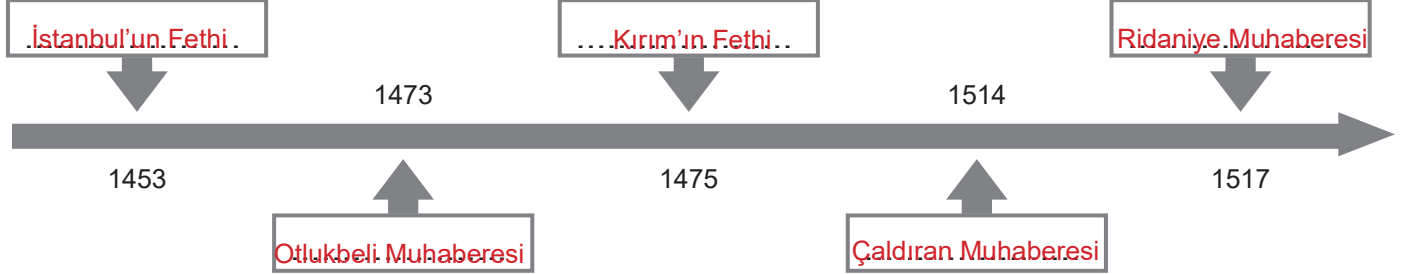 İstanbul’un Fethi
Kırım’ın Fethi
Ridaniye Muhaberesi
1473
1514
1453
1475
1517
Otlukbeli Muhaberesi
Çaldıran Muhaberesi